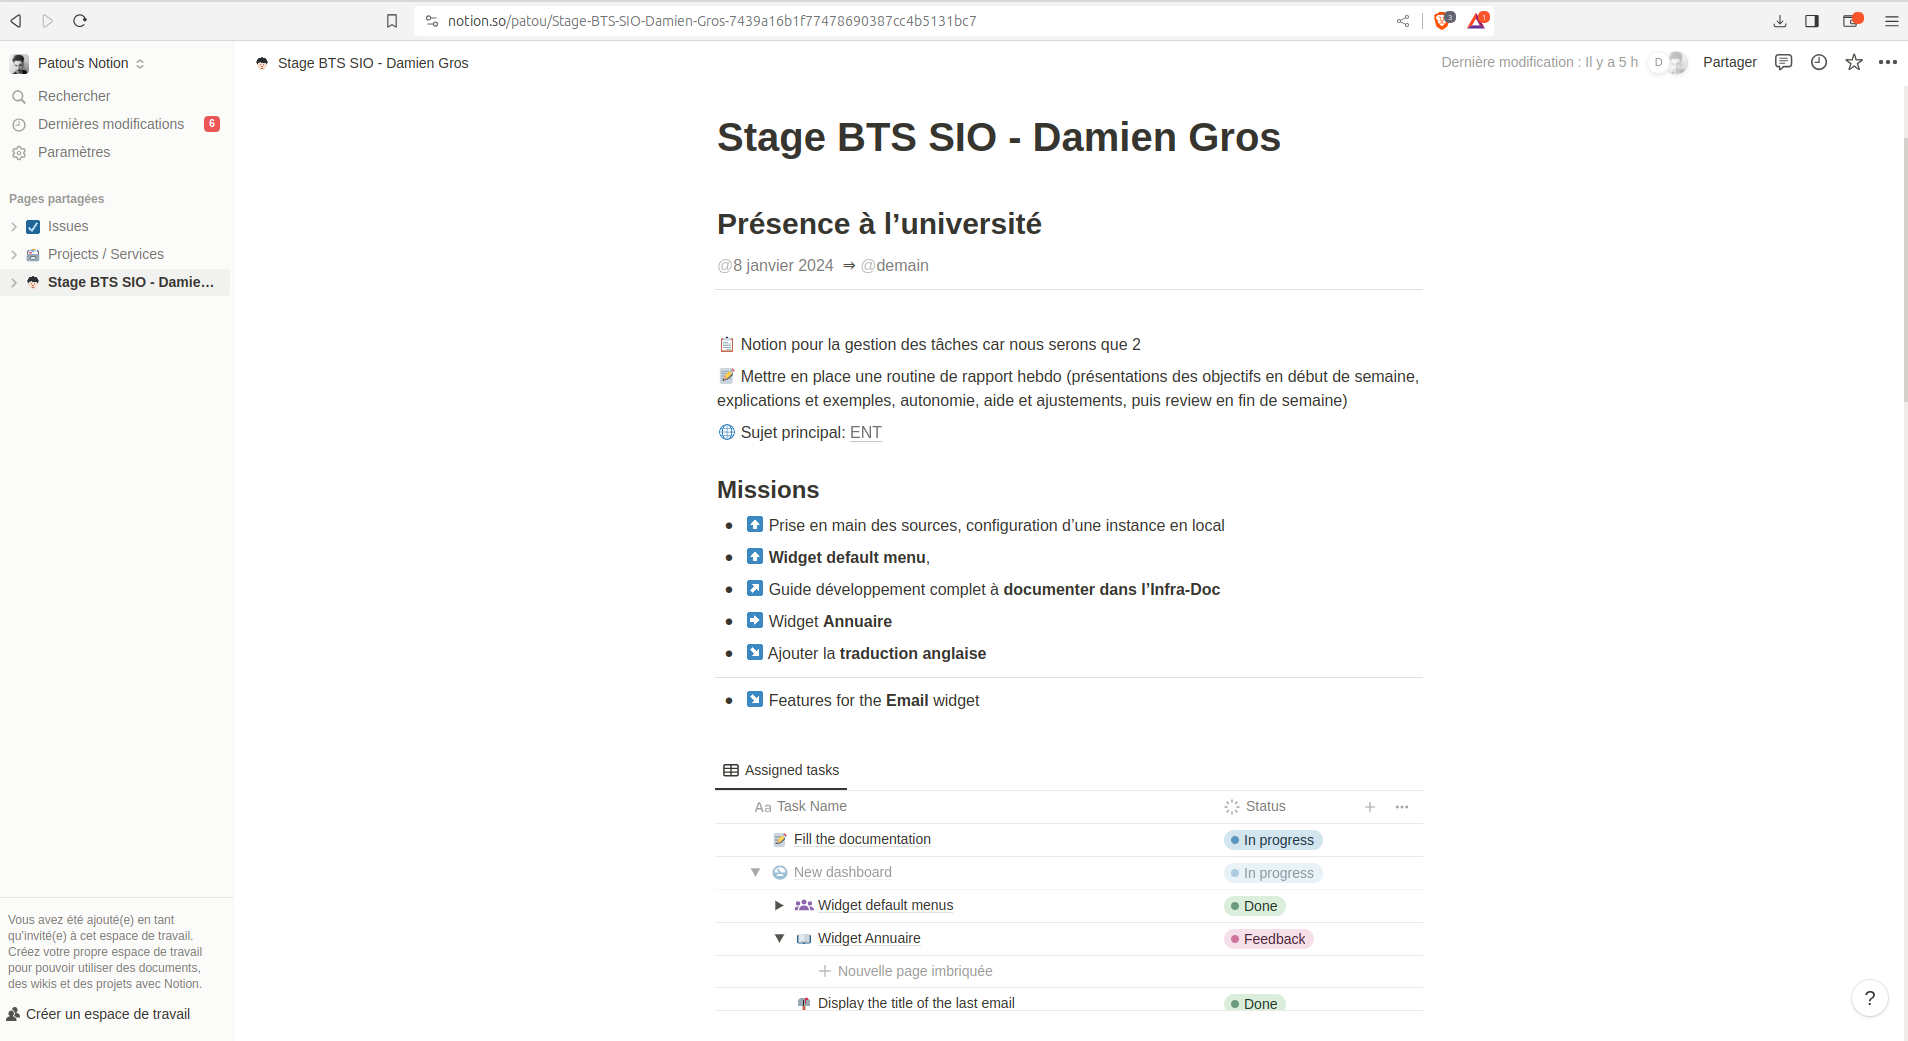 notion.so/patou/Stage-BTS-SIO-Damien-Gros-7439a16b1f77478690387cc4b5131bc7
3
1
Patou's Notion
Rechercher
Dernières modifications 6
Paramètres
Pages partagées
Issues
Projects / Services
Stage BTS SIO - Damie...
Vous avez été ajouté(e) en tant
qu'invité(e) à cet espace de travail.
Créez votre propre espace de travail
pour pouvoir utiliser des documents,
des wikis et des projets avec Notion.
Créer un espace de travail
Stage BTS SIO - Damien Gros
Dernière modification : Il y a 5 h D Partager
Stage BTS SIO - Damien Gros
Présence à l’université
@8 janvier 2024 ⇒ @demain
Notion pour la gestion des tâches car nous serons que 2
Mettre en place une routine de rapport hebdo (présentations des objectifs en début de semaine,
explications et exemples, autonomie, aide et ajustements, puis review en fin de semaine)
Sujet principal: ENT
Missions
• Prise en main des sources, configuration d’une instance en local
• Widget default menu,
• Guide développement complet à documenter dans l’Infra-Doc
• Widget Annuaire
• Ajouter la traduction anglaise
• Features for the Email widget
Assigned tasks
Aa Task Name Status
Fill the documentation In progress
New dashboard In progress
Widget default menus Done
Widget Annuaire Feedback
+ Nouvelle page imbriquée
Display the title of the last email Done
?